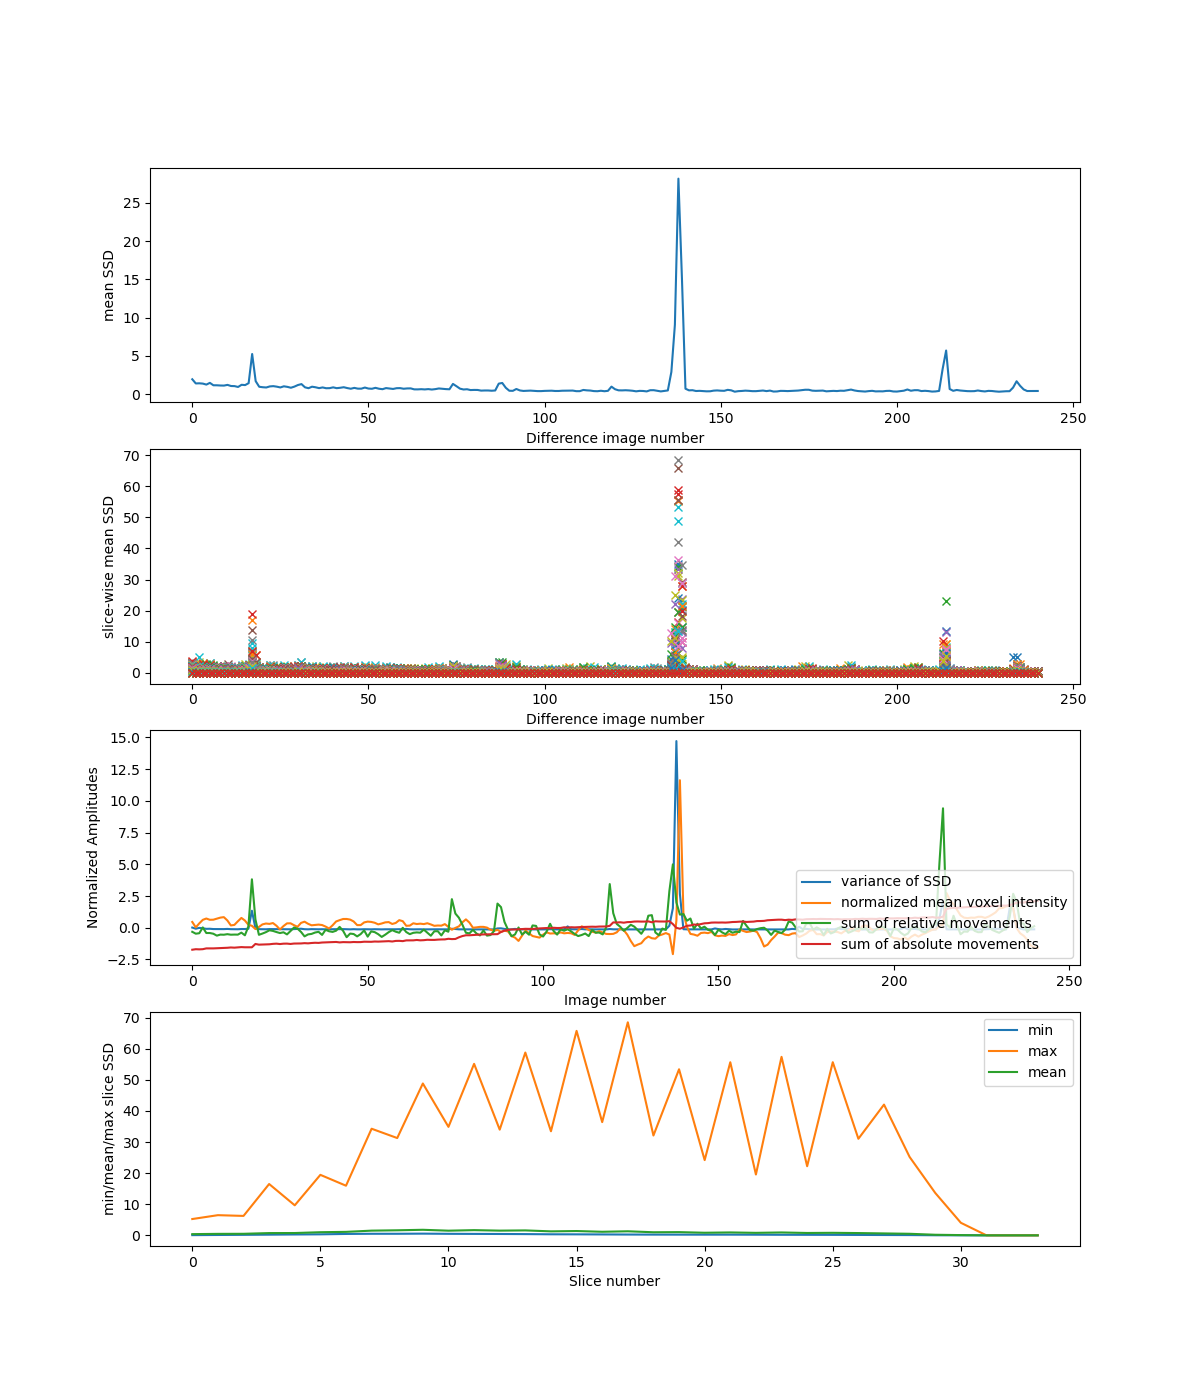 mean SSD
25
20
15
10
5
0
0 50 100 150 200 250
Difference image number
slice-wise mean SSD
70
60
50
40
30
20
10
0
0 50 100 150 200 250
Difference image number
Normalized Amplitudes
15.0
12.5
10.0
7.5
5.0
2.5
0.0
−2.5
variance of SSD
normalized mean voxel intensity
sum of relative movements
sum of absolute movements
0 50 100 150 200 250
Image number
min/mean/max slice SSD
70
60
50
40
30
20
10
0
min
max
mean
0 5 10 15 20 25 30
Slice number